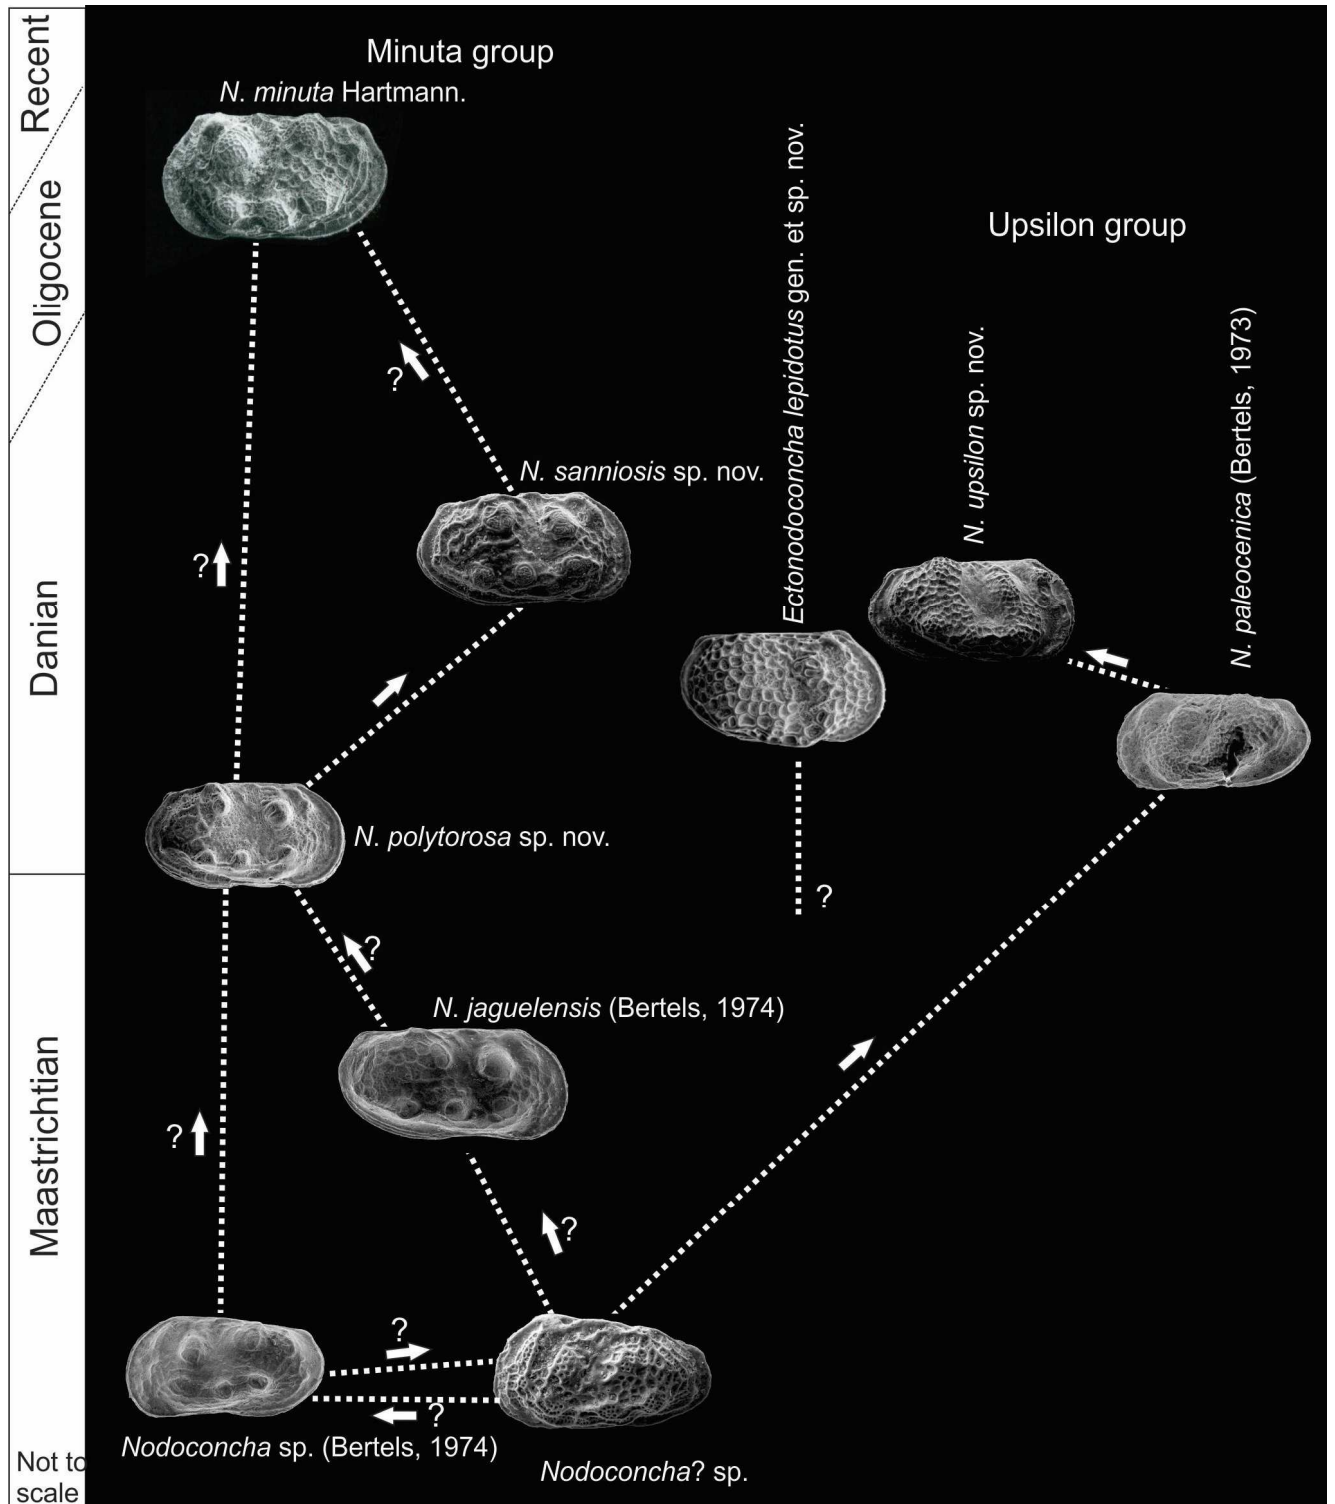 Recent
Oligocene
Danian
Maastrichtian
Not to
scale
Minuta group
N. minuta Hartmann.
?
N. sanniosis sp. nov.
?
N. polytorosa sp. nov.
?
N. jaguelensis (Bertels, 1974)
?
?
?
?
Nodoconcha sp. (Bertels, 1974)
Nodoconcha? sp.
Ectonodoconcha lepidotus gen. et sp. nov.
?
Upsilon group
N. upsilon sp. nov.
N. paleocenica (Bertels, 1973)